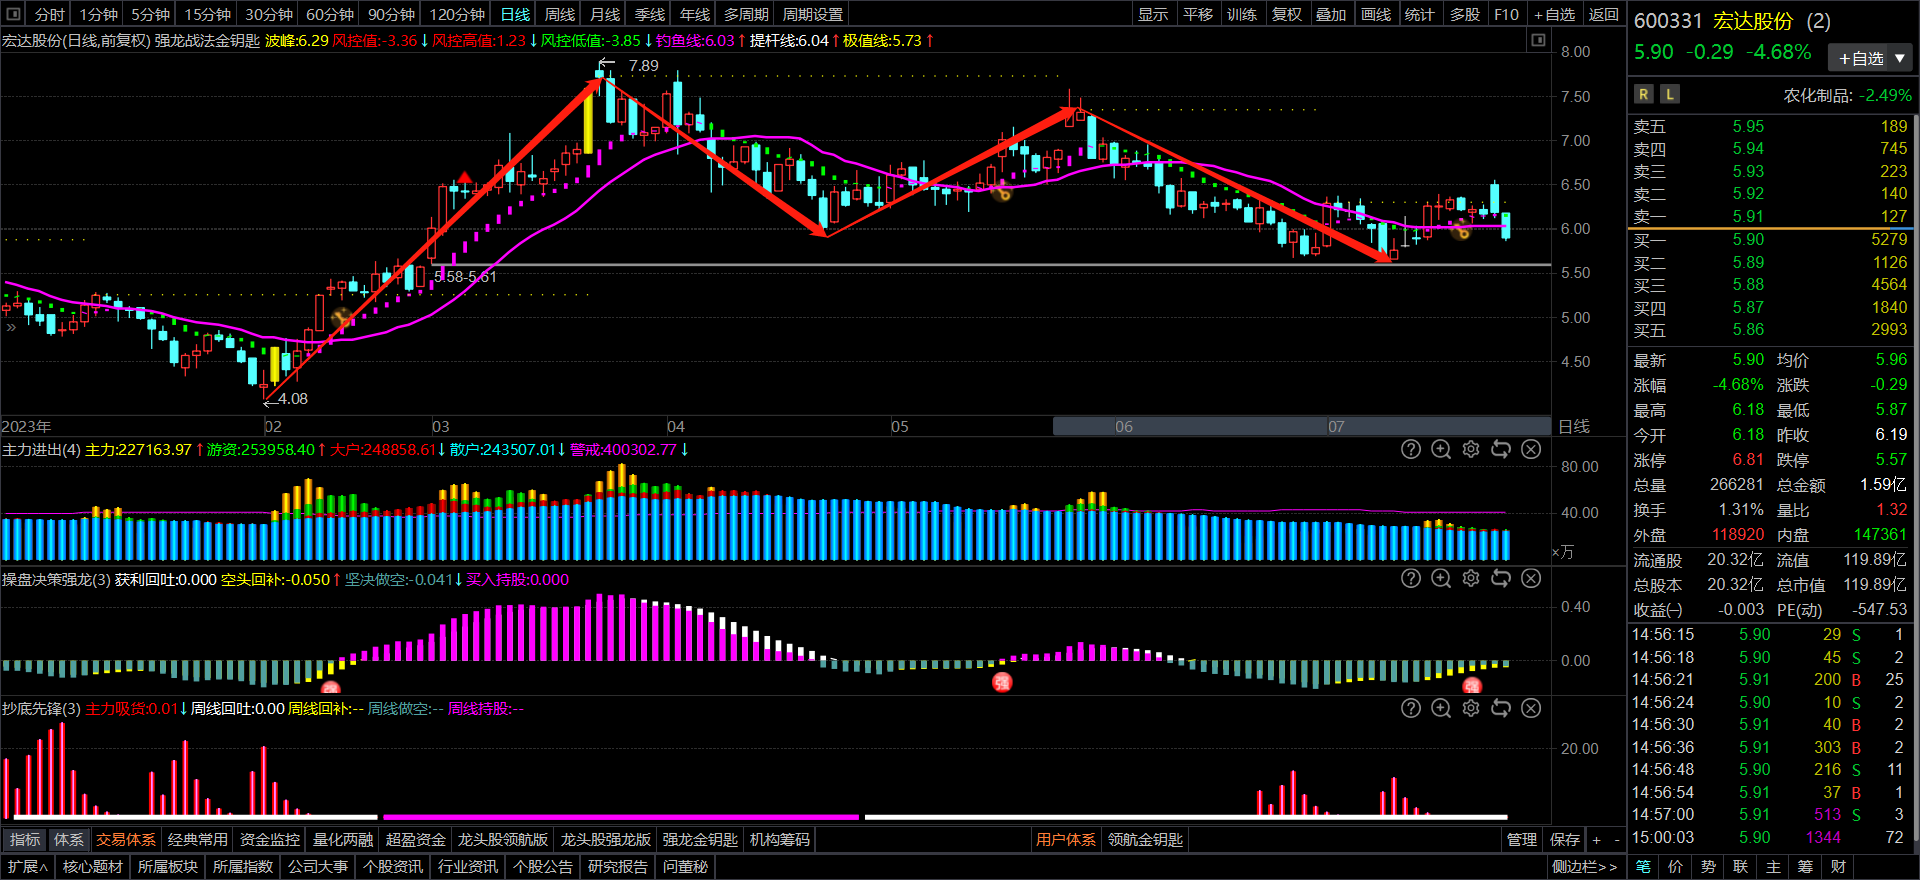 分时 1分钟 5分钟 15分钟 30分钟 60分钟 90分钟 120分钟 日线 周线 月线 季线 年线 多周期 周期设置 显示 平移 训练 复权 叠加 画线 统计 多股 F10 +自选 返回
宏达股份(日线,前复权) 强龙战法金钥匙 波峰:6.29 风控值:-3.36↓ 风控高值:1.23↓ 风控低值:-3.85↓ 钓鱼线:6.03↑ 提杆线:6.04↑ 极值线:5.73↑
8.00
7.50
7.00
6.50
6.00
5.50
5.00
4.50
7.89
5.58-5.61
4.08
»
2023年 02 03 04 05 06 07 日线
主力进出(4) 主力:227163.97↑ 游资:253958.40↑ 大户:248858.61↓ 散户:243507.01↓ 警戒:400302.77↓
80.00
40.00
×万
操盘决策强龙(3) 获利回吐:0.000 空头回补:-0.050↑ 坚决做空:-0.041↓ 买入持股:0.000
0.40
0.00
强 强 强
抄底先锋(3) 主力吸货:0.01↓ 周线回吐:0.00 周线回补:-- 周线做空:-- 周线持股:--
20.00
指标 体系 交易体系 经典常用 资金监控 量化两融 超盈资金 龙头股领航版 龙头股强龙版 强龙金钥匙 机构筹码 用户体系 领航金钥匙 管理 保存 + -
扩展∧ 核心题材 所属板块 所属指数 公司大事 个股资讯 行业资讯 个股公告 研究报告 问董秘 侧边栏>>
600331 宏达股份 (2)
5.90 -0.29 -4.68% +自选 ▼
R L 农化制品: -2.49%
卖五 5.95 189
卖四 5.94 745
卖三 5.93 223
卖二 5.92 140
卖一 5.91 127
买一 5.90 5279
买二 5.89 1126
买三 5.88 4564
买四 5.87 1840
买五 5.86 2993
最新 5.90 均价 5.96
涨幅 -4.68% 涨跌 -0.29
最高 6.18 最低 5.87
今开 6.18 昨收 6.19
涨停 6.81 跌停 5.57
总量 266281 总金额 1.59亿
换手 1.31% 量比 1.32
外盘 118920 内盘 147361
流通股 20.32亿 流值 119.89亿
总股本 20.32亿 总市值 119.89亿
收益㈠ -0.003 PE(动) -547.53
14:56:15 5.90 29 S 1
14:56:18 5.90 45 S 2
14:56:21 5.91 200 B 25
14:56:24 5.90 10 S 2
14:56:30 5.91 40 B 2
14:56:36 5.91 303 B 2
14:56:48 5.90 216 S 11
14:56:54 5.91 37 B 1
14:57:00 5.91 513 S 3
15:00:03 5.90 1344 72
笔 价 势 联 主 筹 财